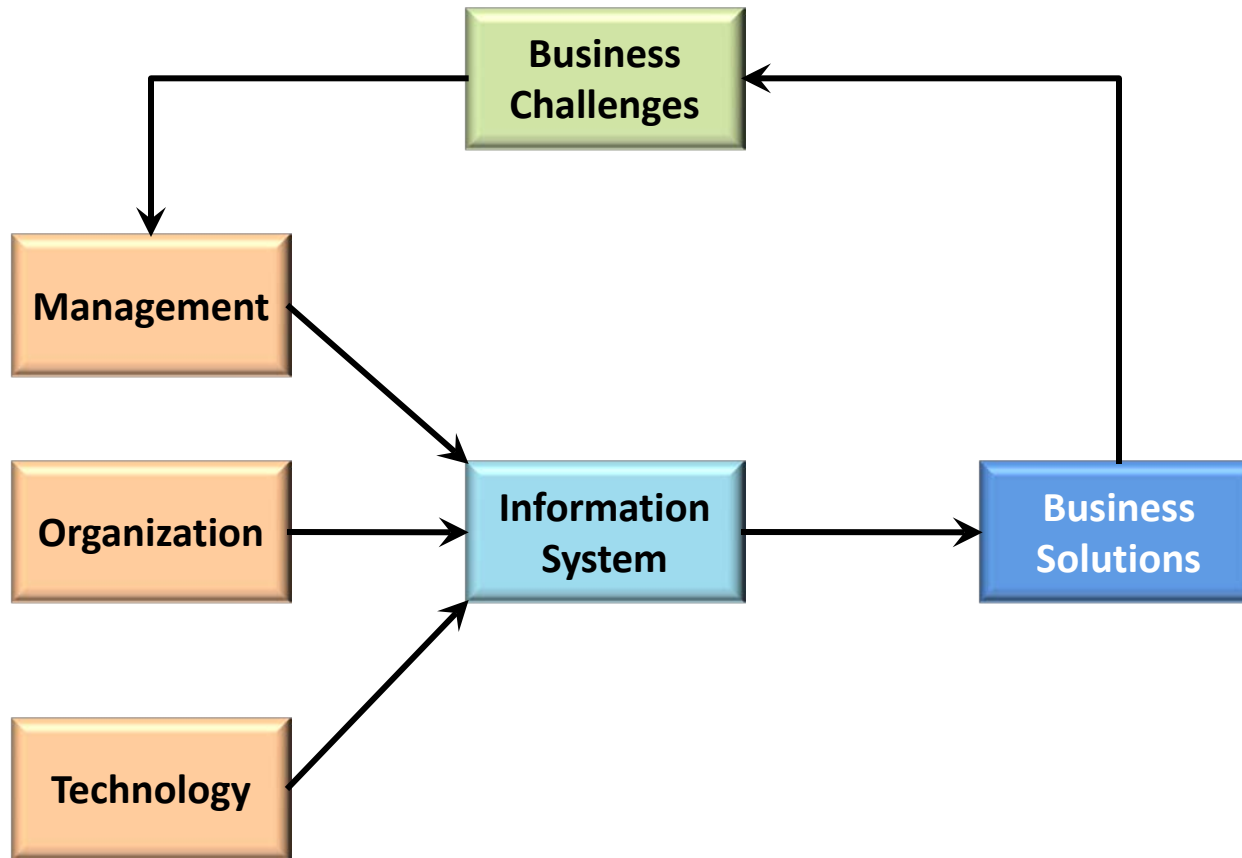 Business
Challenges
Management
Organization
Information
System
Business
Solutions
Technology